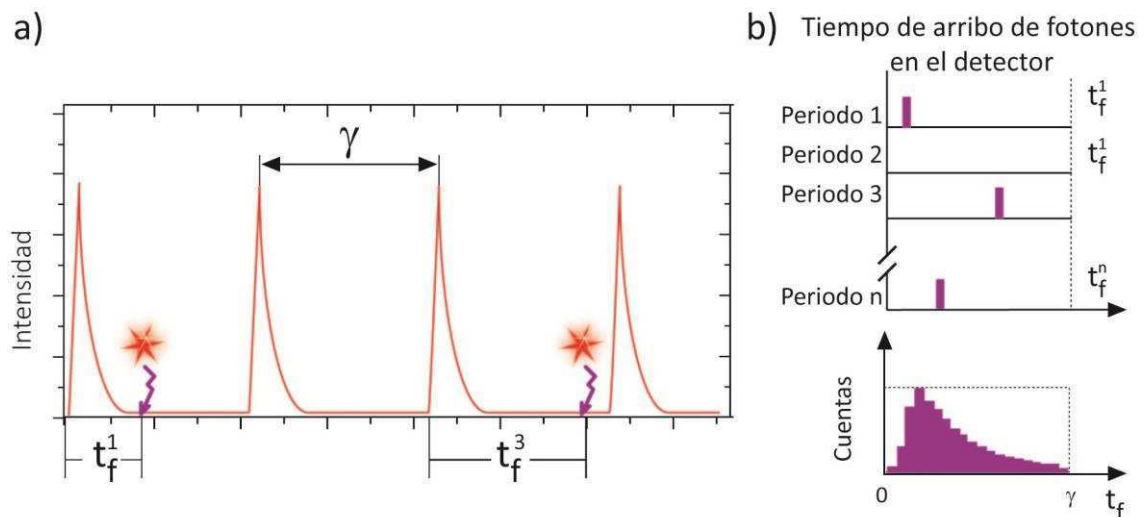 a)
Intensidad
γ
t_f^1
t_f^3
b) Tiempo de arribo de fotones
en el detector
Periodo 1
t_f^1
Periodo 2
t_f^1
Periodo 3
Periodo n
t_f^n
Cuentas
0
γ
t_f